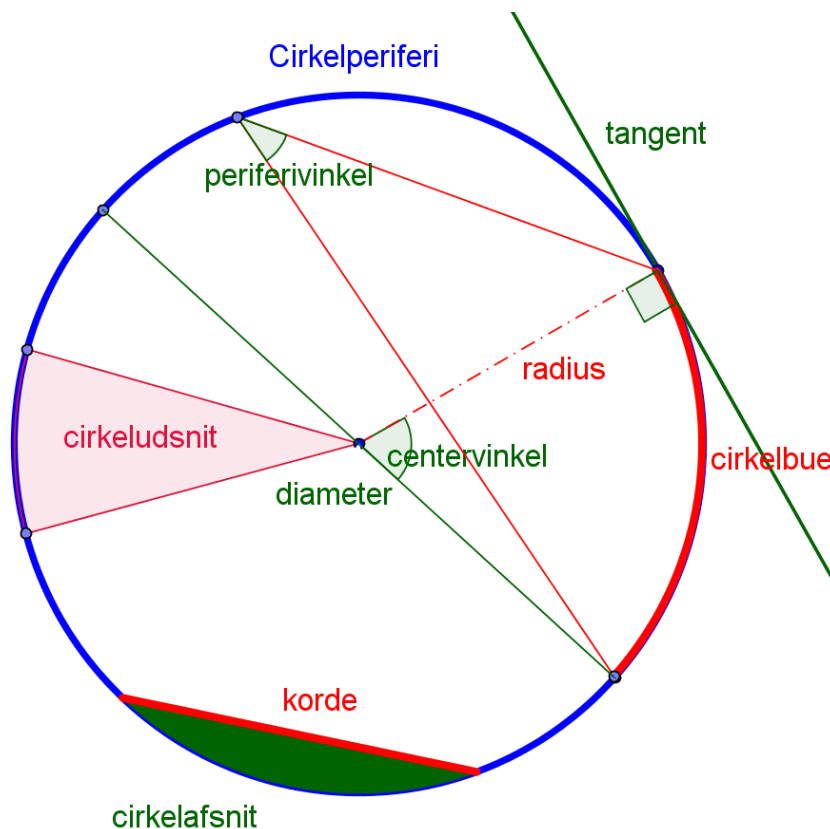 Cirkelperiferi
tangent
periferivinkel
radius
cirkeludsnit
centervinkel
cirkelbue
diameter
korde
cirkelafsnit